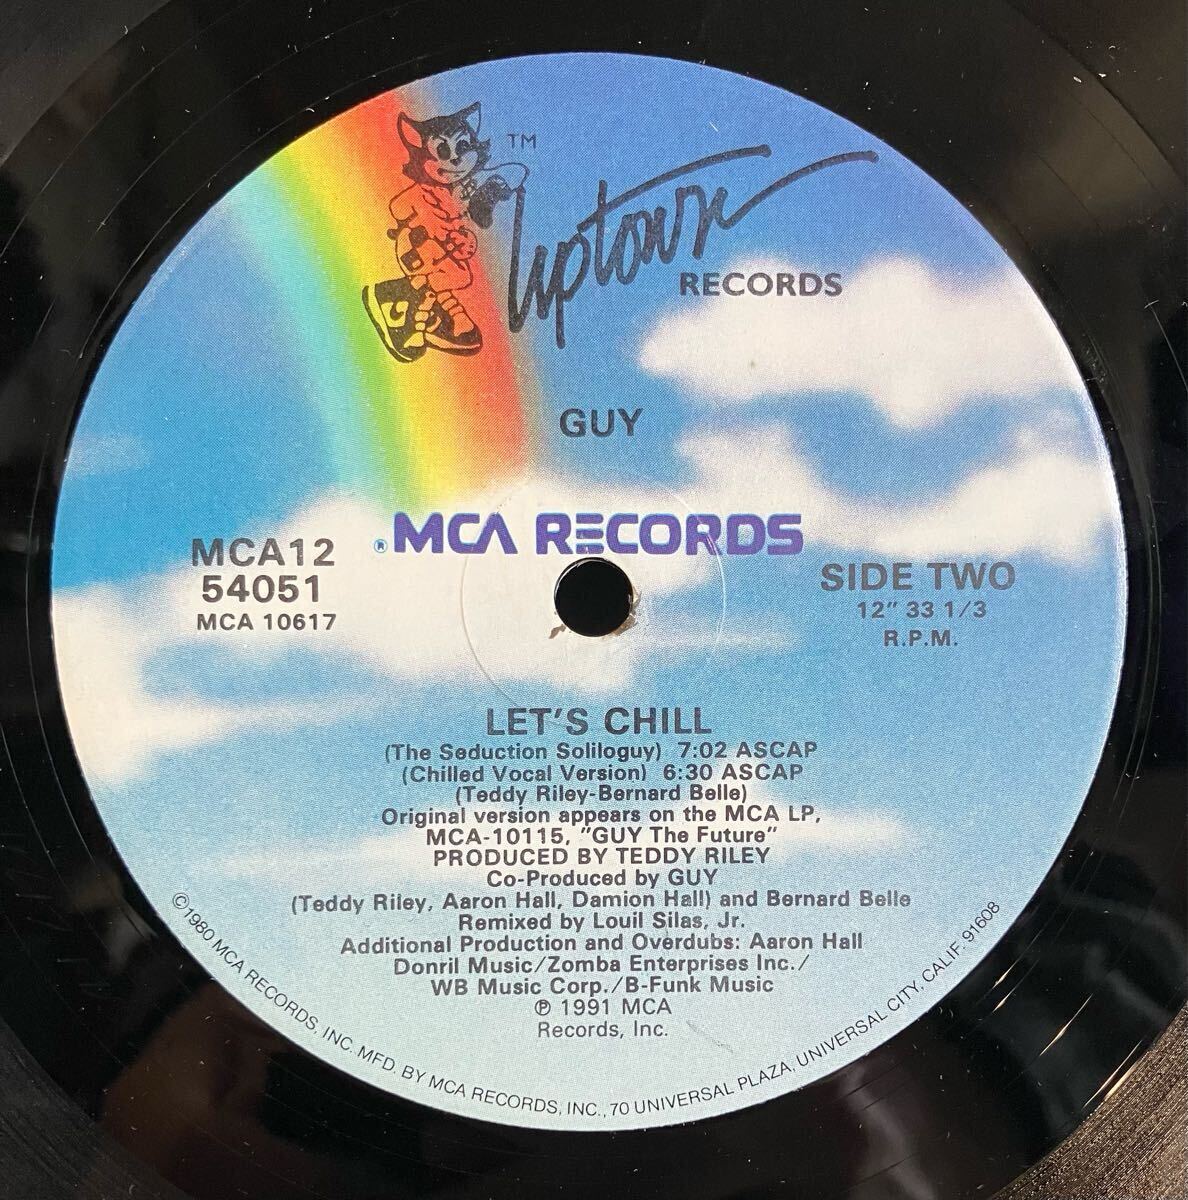 TM
Uptown
RECORDS
GUY
® MCA RECORDS
MCA12
54051
MCA 10617
SIDE TWO
12" 33 1/3
R.P.M.
LET'S CHILL
(The Seduction Soliloguy) 7:02 ASCAP
(Chilled Vocal Version) 6:30 ASCAP
(Teddy Riley-Bernard Belle)
Original version appears on the MCA LP,
MCA-10115, "GUY The Future"
PRODUCED BY TEDDY RILEY
Co-Produced by GUY
(Teddy Riley, Aaron Hall, Damion Hall) and Bernard Belle
Remixed by Louil Silas, Jr.
Additional Production and Overdubs: Aaron Hall
Donril Music/Zomba Enterprises Inc./
WB Music Corp./B-Funk Music
℗ 1991 MCA
Records, Inc.
©1980 MCA RECORDS, INC. MFD. BY MCA RECORDS, INC., 70 UNIVERSAL PLAZA, UNIVERSAL CITY, CALIF. 91608